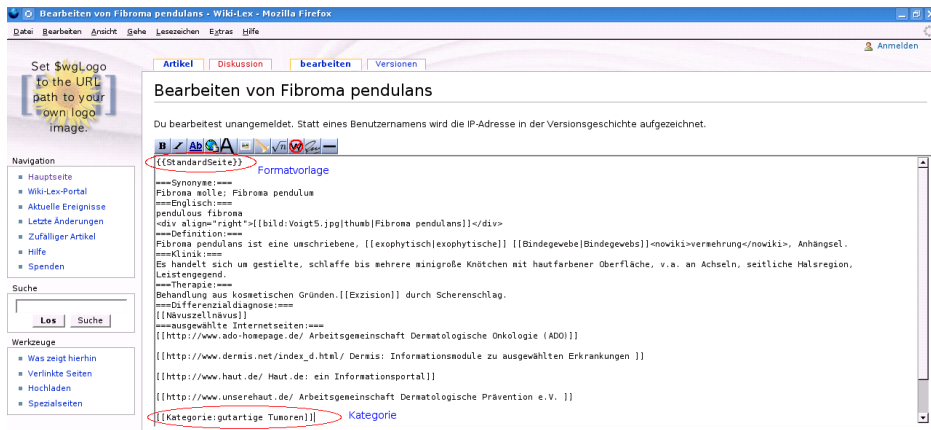 Bearbeiten von Fibroma pendulans - Wiki-Lex - Mozilla Firefox
Datei Bearbeiten Ansicht Gehe Lesezeichen Extras Hilfe
Anmelden
Set $wgLogo
to the URL
path to your
own logo
image.
Artikel Diskussion bearbeiten Versionen
Bearbeiten von Fibroma pendulans
Du bearbeitest unangemeldet. Statt eines Benutzernamens wird die IP-Adresse in der Versionsgeschichte aufgezeichnet.
B I Ab A √n W
Navigation
Hauptseite
Wiki-Lex-Portal
Aktuelle Ereignisse
Letzte Änderungen
Zufälliger Artikel
Hilfe
Spenden
Suche
Los Suche
Werkzeuge
Was zeigt hierhin
Verlinkte Seiten
Hochladen
Spezialseiten
{{StandardSeite}}
Formatvorlage
===Synonyme:===
Fibroma molle; Fibroma pendulum
===Englisch:===
pendulous fibroma
<div align="right">[[bild:Voigt5.jpg|thumb|Fibroma pendulans]]</div>
===Definition:===
Fibroma pendulans ist eine umschriebene, [[exophytisch|exophytische]] [[Bindegewebe|Bindegewebs]]<nowiki>vermehrung</nowiki>, Anhängsel.
===Klinik:===
Es handelt sich um gestielte, schlaffe bis mehrere minigroße Knötchen mit hautfarbener Oberfläche, v.a. an Achseln, seitliche Halsregion,
Leistengegend.
===Therapie:===
Behandlung aus kosmetischen Gründen.[[Exzision]] durch Scherenschlag.
===Differenzialdiagnose:===
[[Nävuszellnävus]]
===ausgewählte Internetseiten:===
[[http://www.ado-homepage.de/ Arbeitsgemeinschaft Dermatologische Onkologie (ADO)]]
[[http://www.dermis.net/index_d.html/ Dermis: Informationsmodule zu ausgewählten Erkrankungen ]]
[[http://www.haut.de/ Haut.de: ein Informationsportal]]
[[http://www.unserehaut.de/ Arbeitsgemeinschaft Dermatologische Prävention e.V. ]]
[[Kategorie:gutartige Tumoren]]
Kategorie